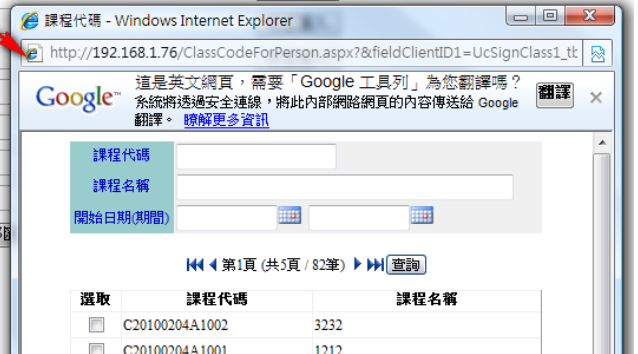 課程代碼 - Windows Internet Explorer
http://192.168.1.76/ClassCodeForPerson.aspx?&fieldClientID1=UcSignClass1_tb
Google™ 這是英文網頁，需要「Google 工具列」為您翻譯嗎？ 翻譯
系統將透過安全連線，將此內部網路網頁的內容傳送給 Google
翻譯。 瞭解更多資訊
課程代碼
課程名稱
開始日期(期間)
第1頁 (共5頁 / 82筆) 查詢
選取 課程代碼 課程名稱
C20100204A1002 3232
C20100204A1001 1212